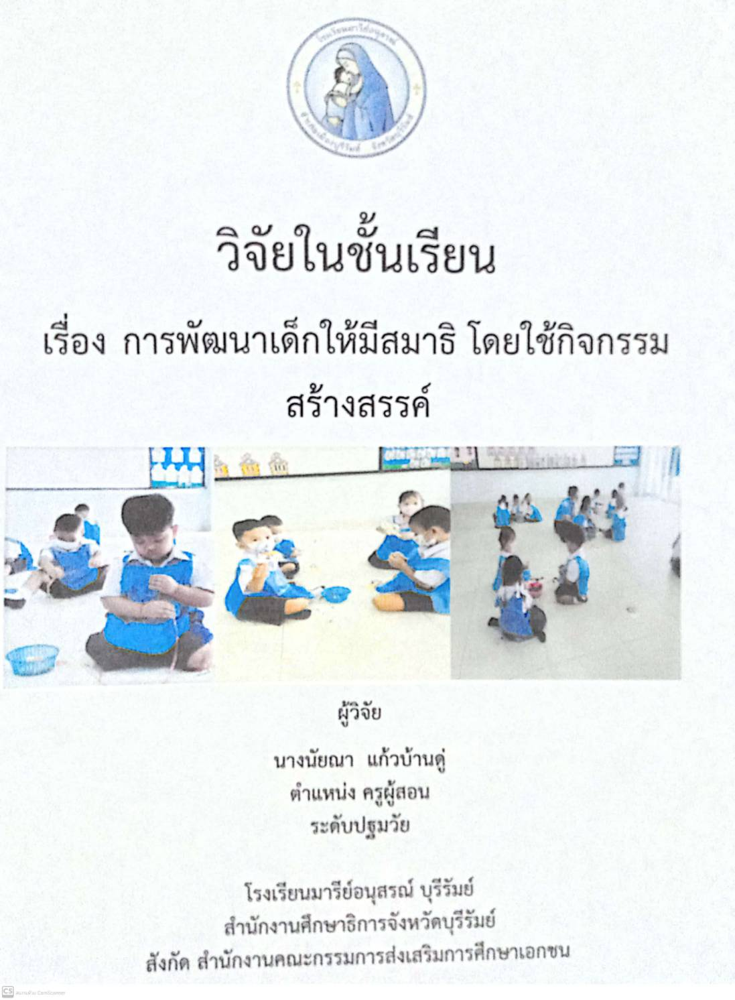 โรงเรียนมารีย์อนุสรณ์
อำเภอเมืองบุรีรัมย์ จังหวัดบุรีรัมย์
วิจัยในชั้นเรียน
เรื่อง การพัฒนาเด็กให้มีสมาธิ โดยใช้กิจกรรม
สร้างสรรค์
ผู้วิจัย
นางนัยณา แก้วบ้านดู่
ตำแหน่ง ครูผู้สอน
ระดับปฐมวัย
โรงเรียนมารีย์อนุสรณ์ บุรีรัมย์
สำนักงานศึกษาธิการจังหวัดบุรีรัมย์
สังกัด สำนักงานคณะกรรมการส่งเสริมการศึกษาเอกชน
CS สแกนด้วย CamScanner